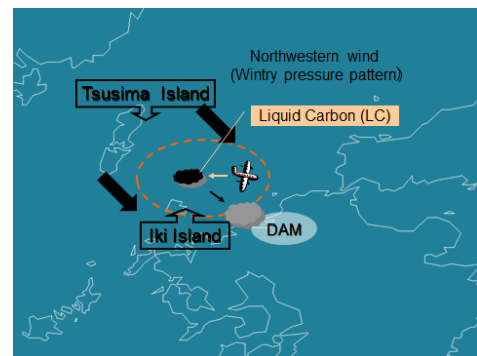 Northwestern wind
(Wintry pressure pattern)
Tsusima Island
Liquid Carbon (LC)
Iki Island
DAM